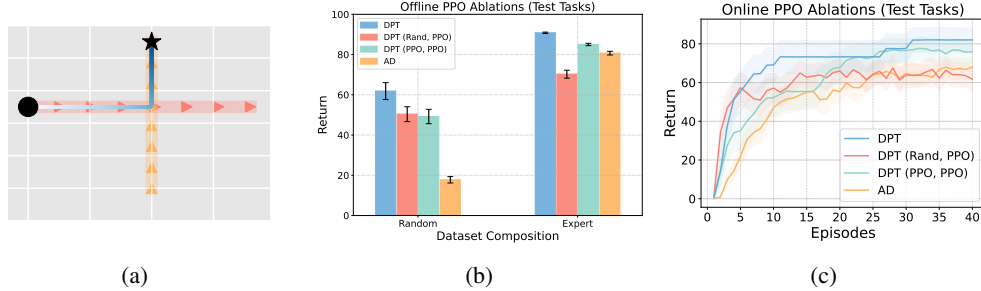 Offline PPO Ablations (Test Tasks)
100
80
60
40
20
0
Return
DPT
DPT (Rand, PPO)
DPT (PPO, PPO)
AD
Random
Expert
Dataset Composition
Online PPO Ablations (Test Tasks)
80
60
40
20
0
Return
DPT
DPT (Rand, PPO)
DPT (PPO, PPO)
AD
0 5 10 15 20 25 30 35 40
Episodes
(a)
(b)
(c)